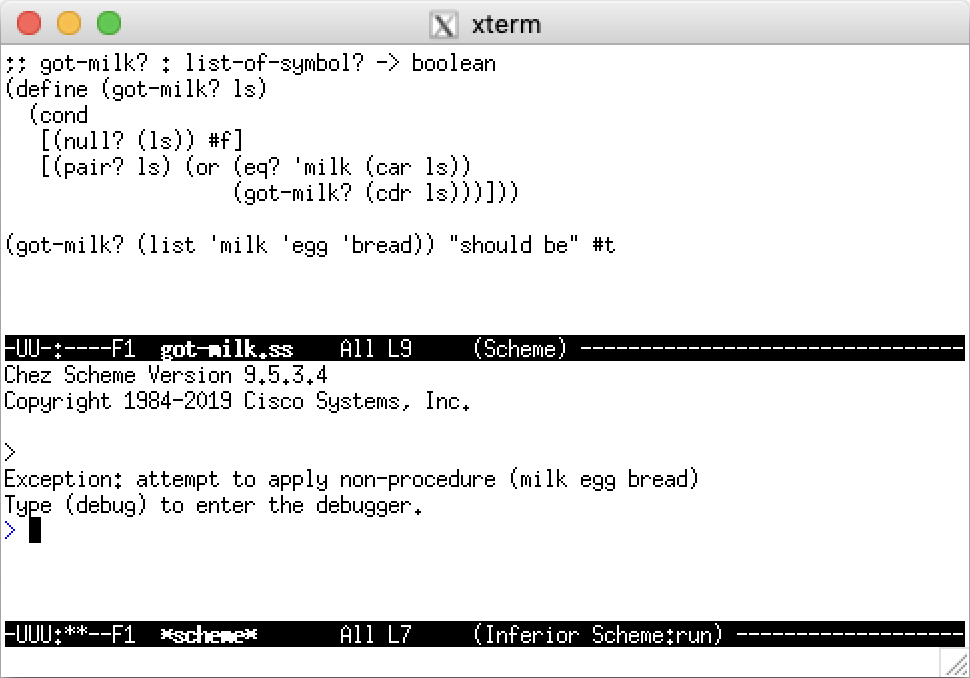 xterm
;; got-milk? : list-of-symbol? -> boolean
(define (got-milk? ls)
  (cond
   [(null? (ls)) #f]
   [(pair? ls) (or (eq? 'milk (car ls))
                   (got-milk? (cdr ls)))]))
(got-milk? (list 'milk 'egg 'bread)) "should be" #t
-UU-:----F1  got-milk.ss    All L9     (Scheme) --------------------------------
Chez Scheme Version 9.5.3.4
Copyright 1984-2019 Cisco Systems, Inc.
>
Exception: attempt to apply non-procedure (milk egg bread)
Type (debug) to enter the debugger.
>
-UUU:**--F1  *scheme*       All L7     (Inferior Scheme:run) -------------------